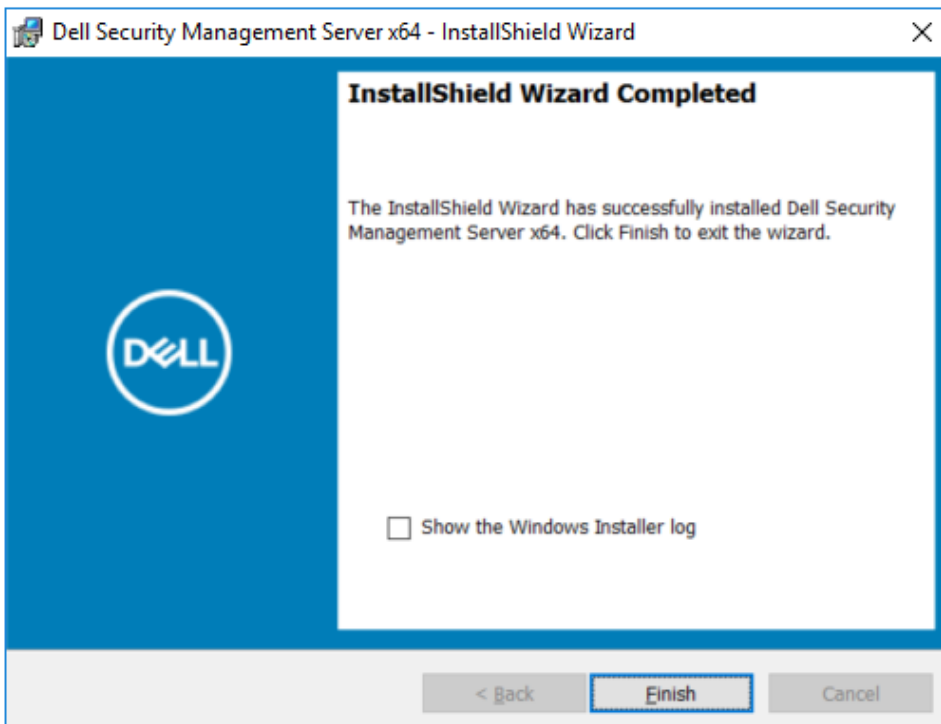 Dell Security Management Server x64 - InstallShield Wizard
InstallShield Wizard Completed
The InstallShield Wizard has successfully installed Dell Security
Management Server x64. Click Finish to exit the wizard.
DELL
Show the Windows Installer log
< Back
Finish
Cancel